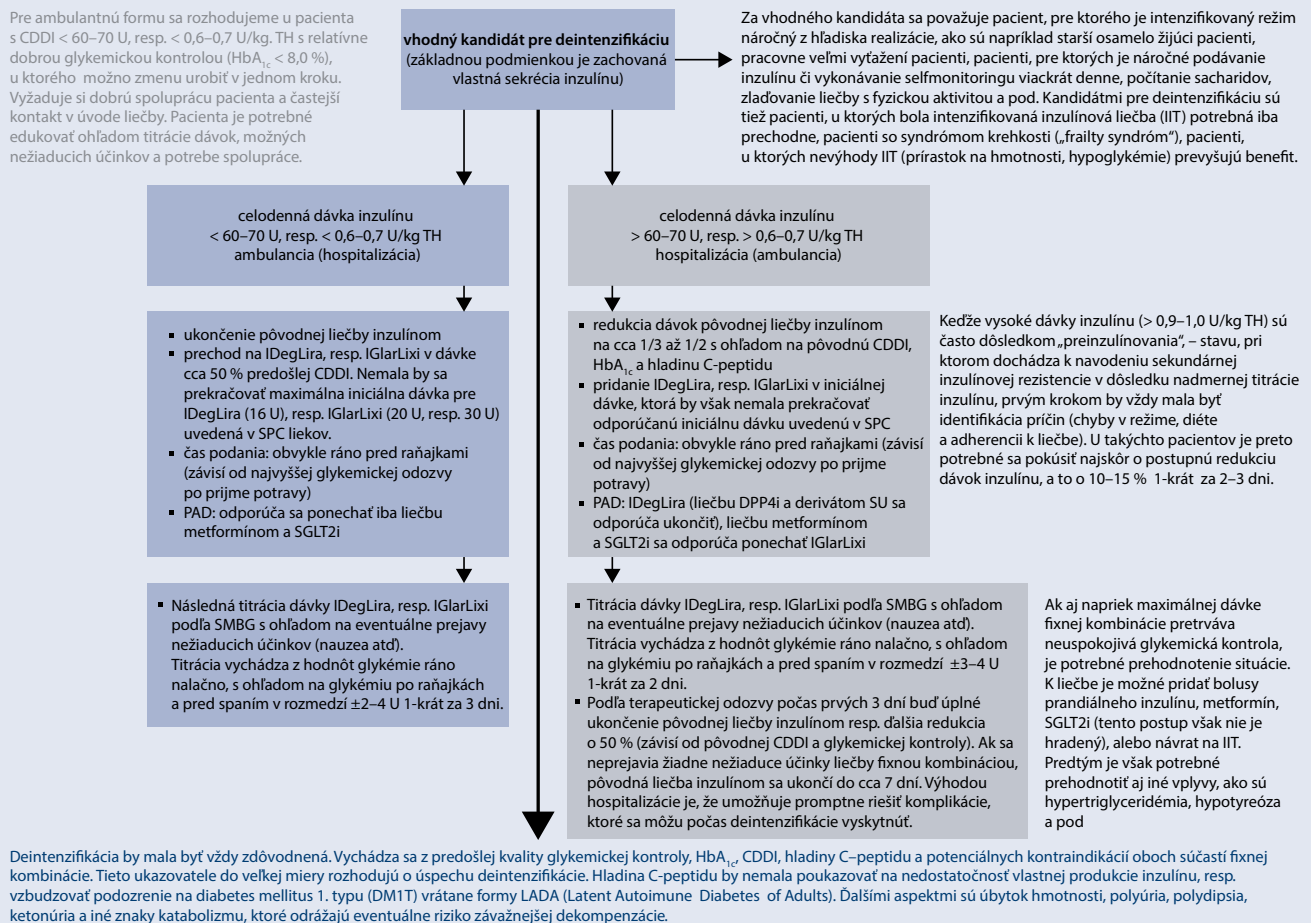 Pre ambulantnú formu sa rozhodujeme u pacienta
s CDDI < 60–70 U, resp. < 0,6–0,7 U/kg. TH s relatívne
dobrou glykemickou kontrolou (HbA1c < 8,0 %),
u ktorého možno zmenu urobiť v jednom kroku.
Vyžaduje si dobrú spoluprácu pacienta a častejší
kontakt v úvode liečby. Pacienta je potrebné
edukovať ohľadom titrácie dávok, možných
nežiaducich účinkov a potrebe spolupráce.
vhodný kandidát pre deintenzifikáciu
(základnou podmienkou je zachovaná
vlastná sekrécia inzulínu)
Za vhodného kandidáta sa považuje pacient, pre ktorého je intenzifikovaný režim
náročný z hľadiska realizácie, ako sú napríklad starší osamelo žijúci pacienti,
pracovne veľmi vyťažení pacienti, pacienti, pre ktorých je náročné podávanie
inzulínu či vykonávanie selfmonitoringu viackrát denne, počítanie sacharidov,
zlaďovanie liečby s fyzickou aktivitou a pod. Kandidátmi pre deintenzifikáciu sú
tiež pacienti, u ktorých bola intenzifikovaná inzulínová liečba (IIT) potrebná iba
prechodne, pacienti so syndrómom krehkosti („frailty syndróm“), pacienti,
u ktorých nevýhody IIT (prírastok na hmotnosti, hypoglykémie) prevyšujú benefit.
celodenná dávka inzulínu
< 60–70 U, resp. < 0,6–0,7 U/kg TH
ambulancia (hospitalizácia)
celodenná dávka inzulínu
> 60–70 U, resp. > 0,6–0,7 U/kg TH
hospitalizácia (ambulancia)
▪ ukončenie pôvodnej liečby inzulínom
▪ prechod na IDegLira, resp. IGlarLixi v dávke
cca 50 % predošlej CDDI. Nemala by sa
prekračovať maximálna iniciálna dávka pre
IDegLira (16 U), resp. IGlarLixi (20 U, resp. 30 U)
uvedená v SPC liekov.
▪ čas podania: obvykle ráno pred raňajkami
(závisí od najvyššej glykemickej odozvy
po prijme potravy)
▪ PAD: odporúča sa ponechať iba liečbu
metformínom a SGLT2i
▪ redukcia dávok pôvodnej liečby inzulínom
na cca 1/3 až 1/2 s ohľadom na pôvodnú CDDI,
HbA1c a hladinu C-peptidu
▪ pridanie IDegLira, resp. IGlarLixi v iniciálnej
dávke, ktorá by však nemala prekračovať
odporúčanú iniciálnu dávku uvedenú v SPC
▪ čas podania: obvykle ráno pred raňajkami (závisí
od najvyššej glykemickej odozvy po prijme
potravy)
▪ PAD: IDegLira (liečbu DPP4i a derivátom SU sa
odporúča ukončiť), liečbu metformínom
a SGLT2i sa odporúča ponechať IGlarLixi
Keďže vysoké dávky inzulínu (> 0,9–1,0 U/kg TH) sú
často dôsledkom „preinzulínovania“, – stavu, pri
ktorom dochádza k navodeniu sekundárnej
inzulínovej rezistencie v dôsledku nadmernej titrácie
inzulínu, prvým krokom by vždy mala byť
identifikácia príčin (chyby v režime, diéte
a adherencii k liečbe). U takýchto pacientov je preto
potrebné sa pokúsiť najskôr o postupnú redukciu
dávok inzulínu, a to o 10–15 % 1-krát za 2–3 dni.
▪ Následná titrácia dávky IDegLira, resp. IGlarLixi
podľa SMBG s ohľadom na eventuálne prejavy
nežiaducich účinkov (nauzea atď).
Titrácia vychádza z hodnôt glykémie ráno
nalačno, s ohľadom na glykémiu po raňajkách
a pred spaním v rozmedzí ±2–4 U 1-krát za 3 dni.
▪ Titrácia dávky IDegLira, resp. IGlarLixi podľa SMBG s ohľadom
na eventuálne prejavy nežiaducich účinkov (nauzea atď).
Titrácia vychádza z hodnôt glykémie ráno nalačno, s ohľadom
na glykémiu po raňajkách a pred spaním v rozmedzí ±3–4 U
1-krát za 2 dni.
▪ Podľa terapeutickej odozvy počas prvých 3 dní buď úplné
ukončenie pôvodnej liečby inzulínom resp. ďalšia redukcia
o 50 % (závisí od pôvodnej CDDI a glykemickej kontroly). Ak sa
neprejavia žiadne nežiaduce účinky liečby fixnou kombináciou,
pôvodná liečba inzulínom sa ukončí do cca 7 dní. Výhodou
hospitalizácie je, že umožňuje promptne riešiť komplikácie,
ktoré sa môžu počas deintenzifikácie vyskytnúť.
Ak aj napriek maximálnej dávke
fixnej kombinácie pretrváva
neuspokojivá glykemická kontrola,
je potrebné prehodnotenie situácie.
K liečbe je možné pridať bolusy
prandiálneho inzulínu, metformín,
SGLT2i (tento postup však nie je
hradený), alebo návrat na IIT.
Predtým je však potrebné
prehodnotiť aj iné vplyvy, ako sú
hypertriglyceridémia, hypotyreóza
a pod
Deintenzifikácia by mala byť vždy zdôvodnená. Vychádza sa z predošlej kvality glykemickej kontroly, HbA1c, CDDI, hladiny C–peptidu a potenciálnych kontraindikácií oboch súčastí fixnej
kombinácie. Tieto ukazovatele do veľkej miery rozhodujú o úspechu deintenzifikácie. Hladina C-peptidu by nemala poukazovať na nedostatočnosť vlastnej produkcie inzulínu, resp.
vzbudzovať podozrenie na diabetes mellitus 1. typu (DM1T) vrátane formy LADA (Latent Autoimune Diabetes of Adults). Ďalšími aspektmi sú úbytok hmotnosti, polyúria, polydipsia,
ketonúria a iné znaky katabolizmu, ktoré odrážajú eventuálne riziko závažnejšej dekompenzácie.